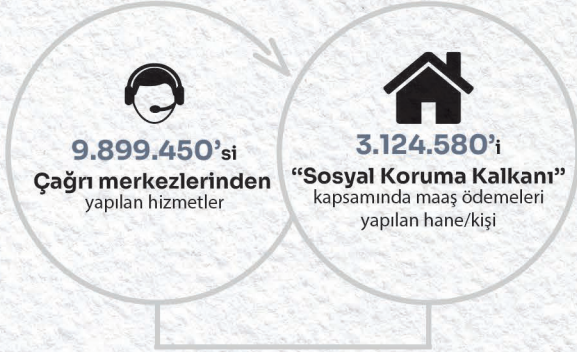 9.899.450'si
Çağrı merkezlerinden
yapılan hizmetler
3.124.580'i
“Sosyal Koruma Kalkanı”
kapsamında maaş ödemeleri
yapılan hane/kişi